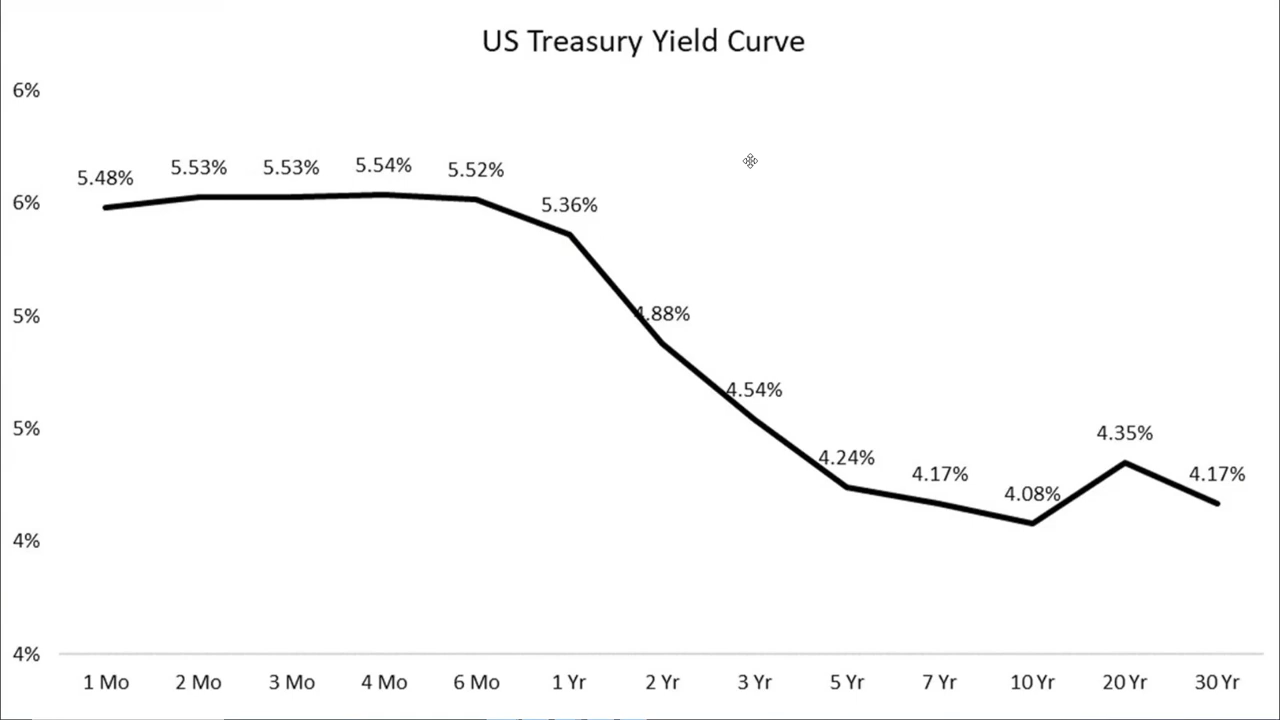 US Treasury Yield Curve
6%
6%
5%
5%
4%
4%
5.48%
5.53%
5.53%
5.54%
5.52%
5.36%
4.88%
4.54%
4.24%
4.17%
4.08%
4.35%
4.17%
1 Mo
2 Mo
3 Mo
4 Mo
6 Mo
1 Yr
2 Yr
3 Yr
5 Yr
7 Yr
10 Yr
20 Yr
30 Yr